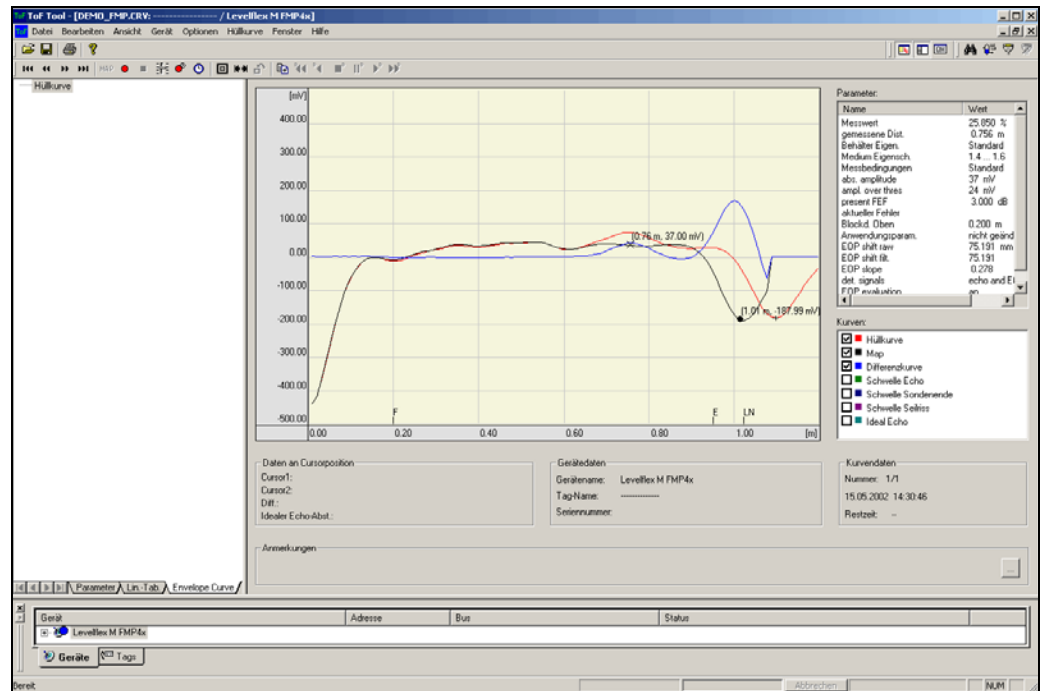 ToF Tool - [DEMO_FMP.CRV: ---------------- / Levelflex M FMP4x]
Datei Bearbeiten Ansicht Gerät Optionen Hüllkurve Fenster Hilfe
MAP
Hüllkurve
[mV]
400.00
300.00
200.00
100.00
0.00
-100.00
-200.00
-300.00
-400.00
-500.00
(0.76 m, 37.00 mV)
(1.01 m, -187.99 mV)
F E LN
0.00 0.20 0.40 0.60 0.80 1.00 [m]
Parameter:
Name Wert
Messwert 25.850 %
gemessene Dist. 0.756 m
Behälter Eigen. Standard
Medium Eigensch. 1.4 ... 1.6
Messbedingungen Standard
abs. amplitude 37 mV
ampl. over thres 24 mV
present FEF 3.000 dB
aktueller Fehler
Blockd. Oben 0.200 m
Anwendungsparam. nicht geänd
EOP shift raw 75.191 mm
EOP shift filt. 75.191
EOP slope 0.278
det. signals echo and E
EOP evaluation an
Kurven:
Hüllkurve
Map
Differenzkurve
Schwelle Echo
Schwelle Sondenende
Schwelle Seilriss
Ideal Echo
Daten an Cursorposition
Cursor1:
Cursor2:
Diff.:
Idealer Echo-Abst.:
Gerätedaten
Gerätename: Levelflex M FMP4x
Tag-Name: -------------
Seriennummer:
Kurvendaten
Nummer: 1/1
15.05.2002 14:30:46
Restzeit: --
Anmerkungen
...
Parameter Lin.-Tab. Envelope Curve
Gerät Adresse Bus Status
Levelflex M FMP4x
Geräte Tags
Bereit Abbrechen NUM